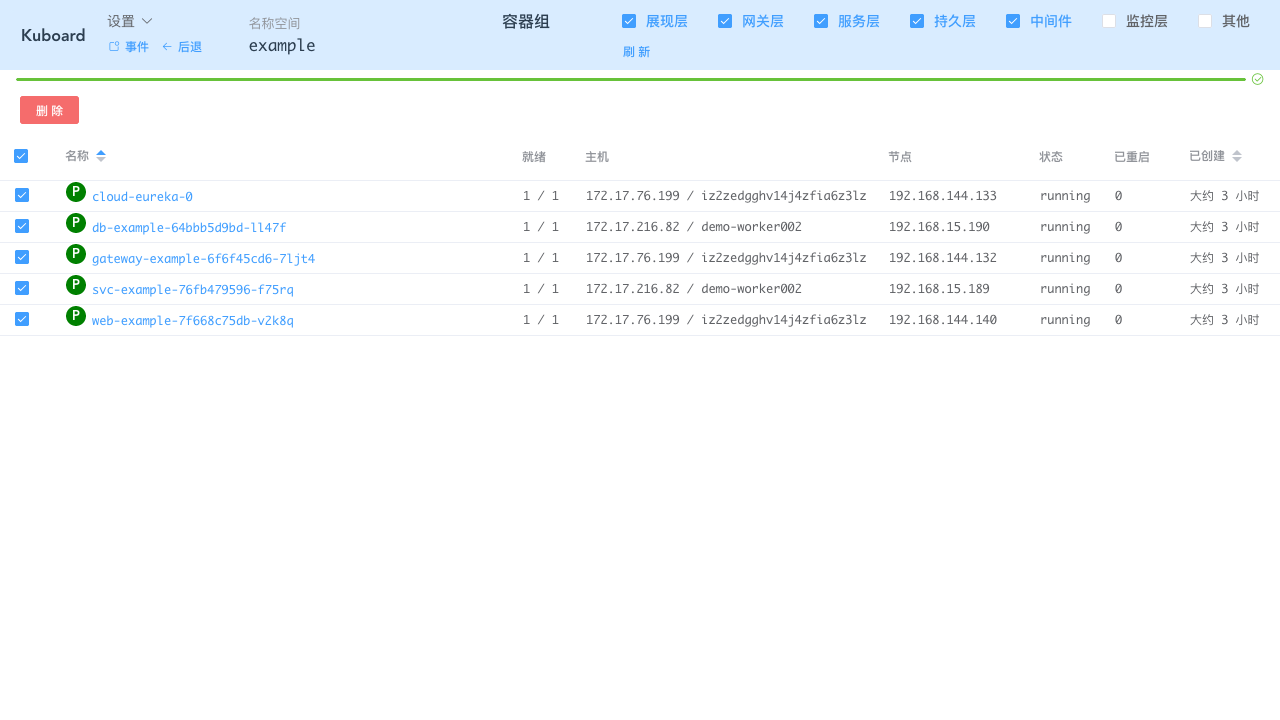 Kuboard
设置
事件 后退
名称空间
example
容器组
展现层 网关层 服务层 持久层 中间件 监控层 其他
刷 新
删 除
名称 就绪 主机 节点 状态 已重启 已创建
P cloud-eureka-0 1 / 1 172.17.76.199 / iz2zedgghv14j4zfia6z3lz 192.168.144.133 running 0 大约 3 小时
P db-example-64bbb5d9bd-ll47f 1 / 1 172.17.216.82 / demo-worker002 192.168.15.190 running 0 大约 3 小时
P gateway-example-6f6f45cd6-7ljt4 1 / 1 172.17.76.199 / iz2zedgghv14j4zfia6z3lz 192.168.144.132 running 0 大约 3 小时
P svc-example-76fb479596-f75rq 1 / 1 172.17.216.82 / demo-worker002 192.168.15.189 running 0 大约 3 小时
P web-example-7f668c75db-v2k8q 1 / 1 172.17.76.199 / iz2zedgghv14j4zfia6z3lz 192.168.144.140 running 0 大约 3 小时